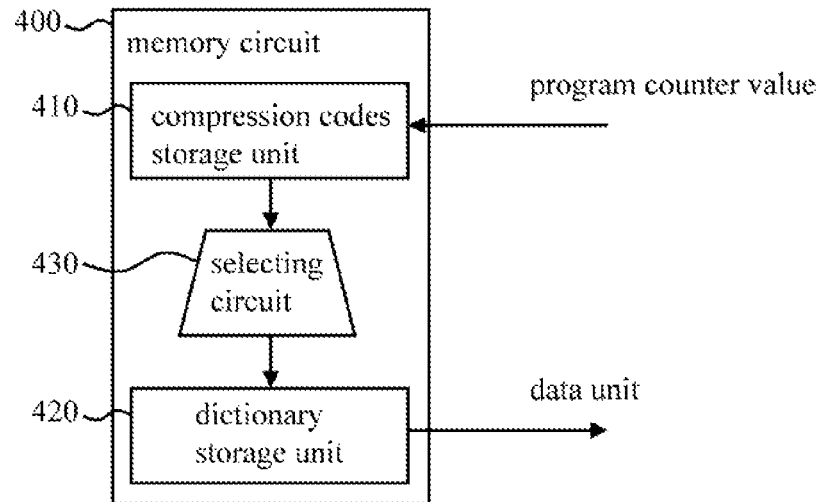 400
memory circuit
program counter value
410
compression codes
storage unit
430
selecting
circuit
data unit
420
dictionary
storage unit